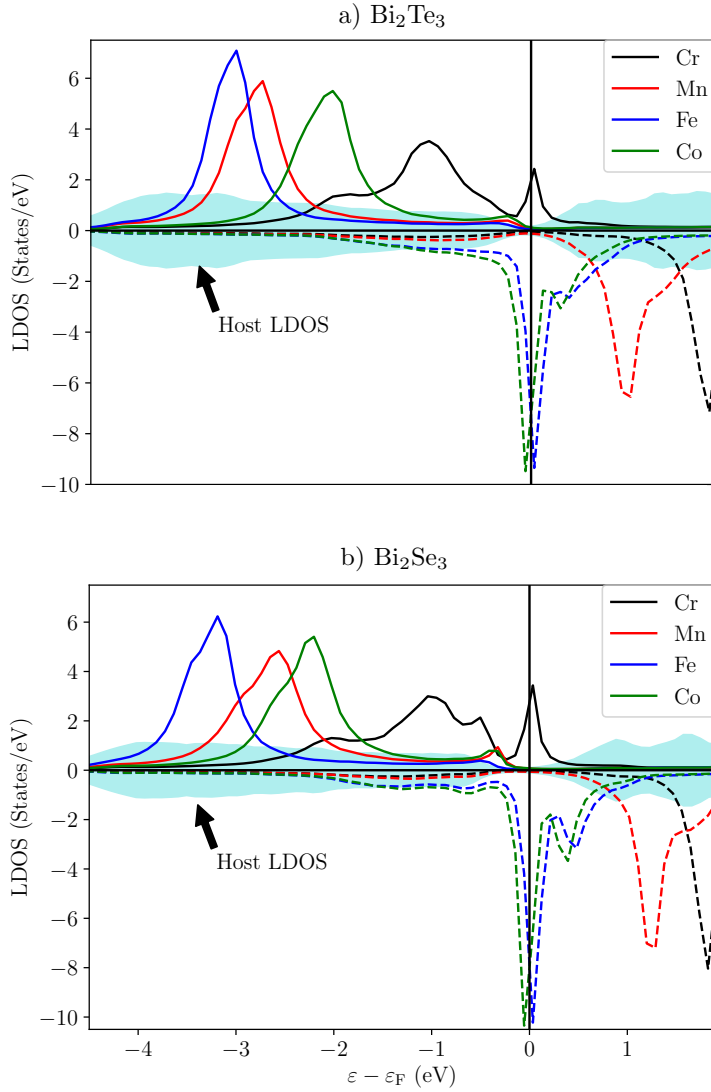 a) Bi₂Te₃
6
4
2
0
−2
−4
−6
−8
−10
LDOS (States/eV)
Cr
Mn
Fe
Co
Host LDOS
b) Bi₂Se₃
6
4
2
0
−2
−4
−6
−8
−10
LDOS (States/eV)
Cr
Mn
Fe
Co
Host LDOS
−4 −3 −2 −1 0 1
ε − ε_F (eV)